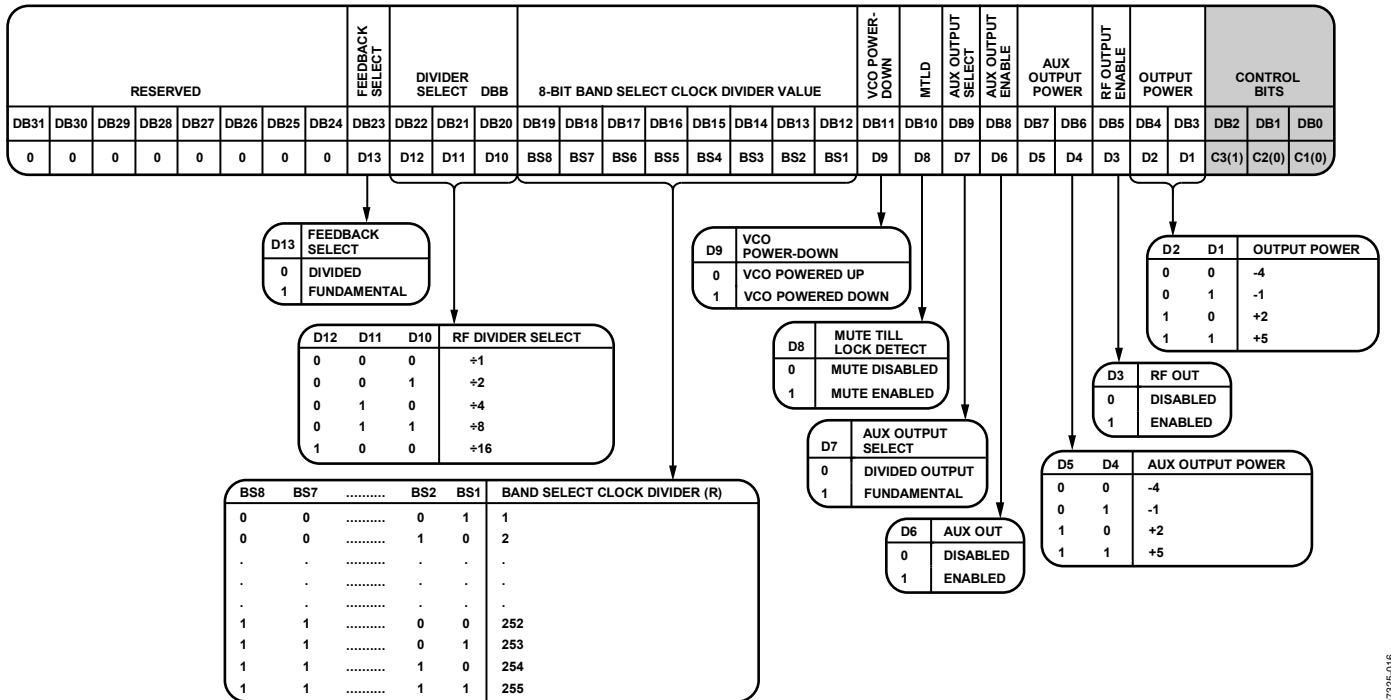 RESERVED
FEEDBACK
SELECT
DIVIDER
SELECT DBB
8-BIT BAND SELECT CLOCK DIVIDER VALUE
VCO POWER-
DOWN
MTLD
AUX OUTPUT
SELECT
AUX OUTPUT
ENABLE
AUX
OUTPUT
POWER
RF OUTPUT
ENABLE
OUTPUT
POWER
CONTROL
BITS
DB31 DB30 DB29 DB28 DB27 DB26 DB25 DB24 DB23 DB22 DB21 DB20 DB19 DB18 DB17 DB16 DB15 DB14 DB13 DB12 DB11 DB10 DB9 DB8 DB7 DB6 DB5 DB4 DB3 DB2 DB1 DB0
0 0 0 0 0 0 0 0 D13 D12 D11 D10 BS8 BS7 BS6 BS5 BS4 BS3 BS2 BS1 D9 D8 D7 D6 D5 D4 D3 D2 D1 C3(1) C2(0) C1(0)
D13 FEEDBACK
SELECT
0 DIVIDED
1 FUNDAMENTAL
D12 D11 D10 RF DIVIDER SELECT
0 0 0 ÷1
0 0 1 ÷2
0 1 0 ÷4
0 1 1 ÷8
1 0 0 ÷16
BS8 BS7 .......... BS2 BS1 BAND SELECT CLOCK DIVIDER (R)
0 0 .......... 0 1 1
0 0 .......... 1 0 2
. . .......... . . .
. . .......... . . .
. . .......... . . .
1 1 .......... 0 0 252
1 1 .......... 0 1 253
1 1 .......... 1 0 254
1 1 .......... 1 1 255
D9 VCO
POWER-DOWN
0 VCO POWERED UP
1 VCO POWERED DOWN
D8 MUTE TILL
LOCK DETECT
0 MUTE DISABLED
1 MUTE ENABLED
D7 AUX OUTPUT
SELECT
0 DIVIDED OUTPUT
1 FUNDAMENTAL
D6 AUX OUT
0 DISABLED
1 ENABLED
D2 D1 OUTPUT POWER
0 0 -4
0 1 -1
1 0 +2
1 1 +5
D3 RF OUT
0 DISABLED
1 ENABLED
D5 D4 AUX OUTPUT POWER
0 0 -4
0 1 -1
1 0 +2
1 1 +5